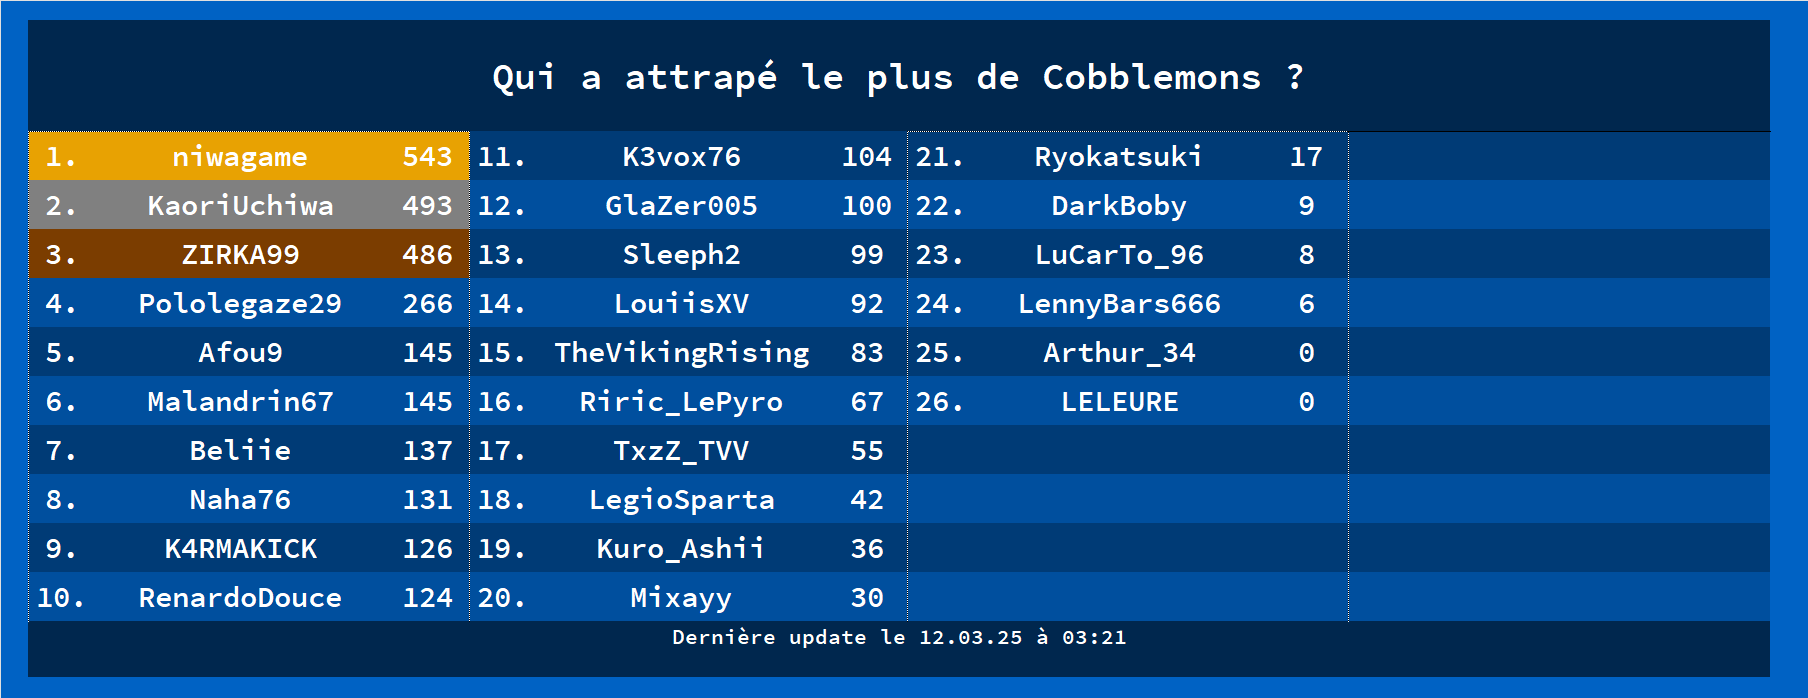 Qui a attrapé le plus de Cobblemons ?
1. niwagame 543
2. KaoriUchiwa 493
3. ZIRKA99 486
4. Pololegaze29 266
5. Afou9 145
6. Malandrin67 145
7. Beliie 137
8. Naha76 131
9. K4RMAKICK 126
10. RenardoDouce 124
11. K3vox76 104
12. GlaZer005 100
13. Sleeph2 99
14. LouiisXV 92
15. TheVikingRising 83
16. Riric_LePyro 67
17. TxzZ_TVV 55
18. LegioSparta 42
19. Kuro_Ashii 36
20. Mixayy 30
21. Ryokatsuki 17
22. DarkBoby 9
23. LuCarTo_96 8
24. LennyBars666 6
25. Arthur_34 0
26. LELEURE 0
Dernière update le 12.03.25 à 03:21